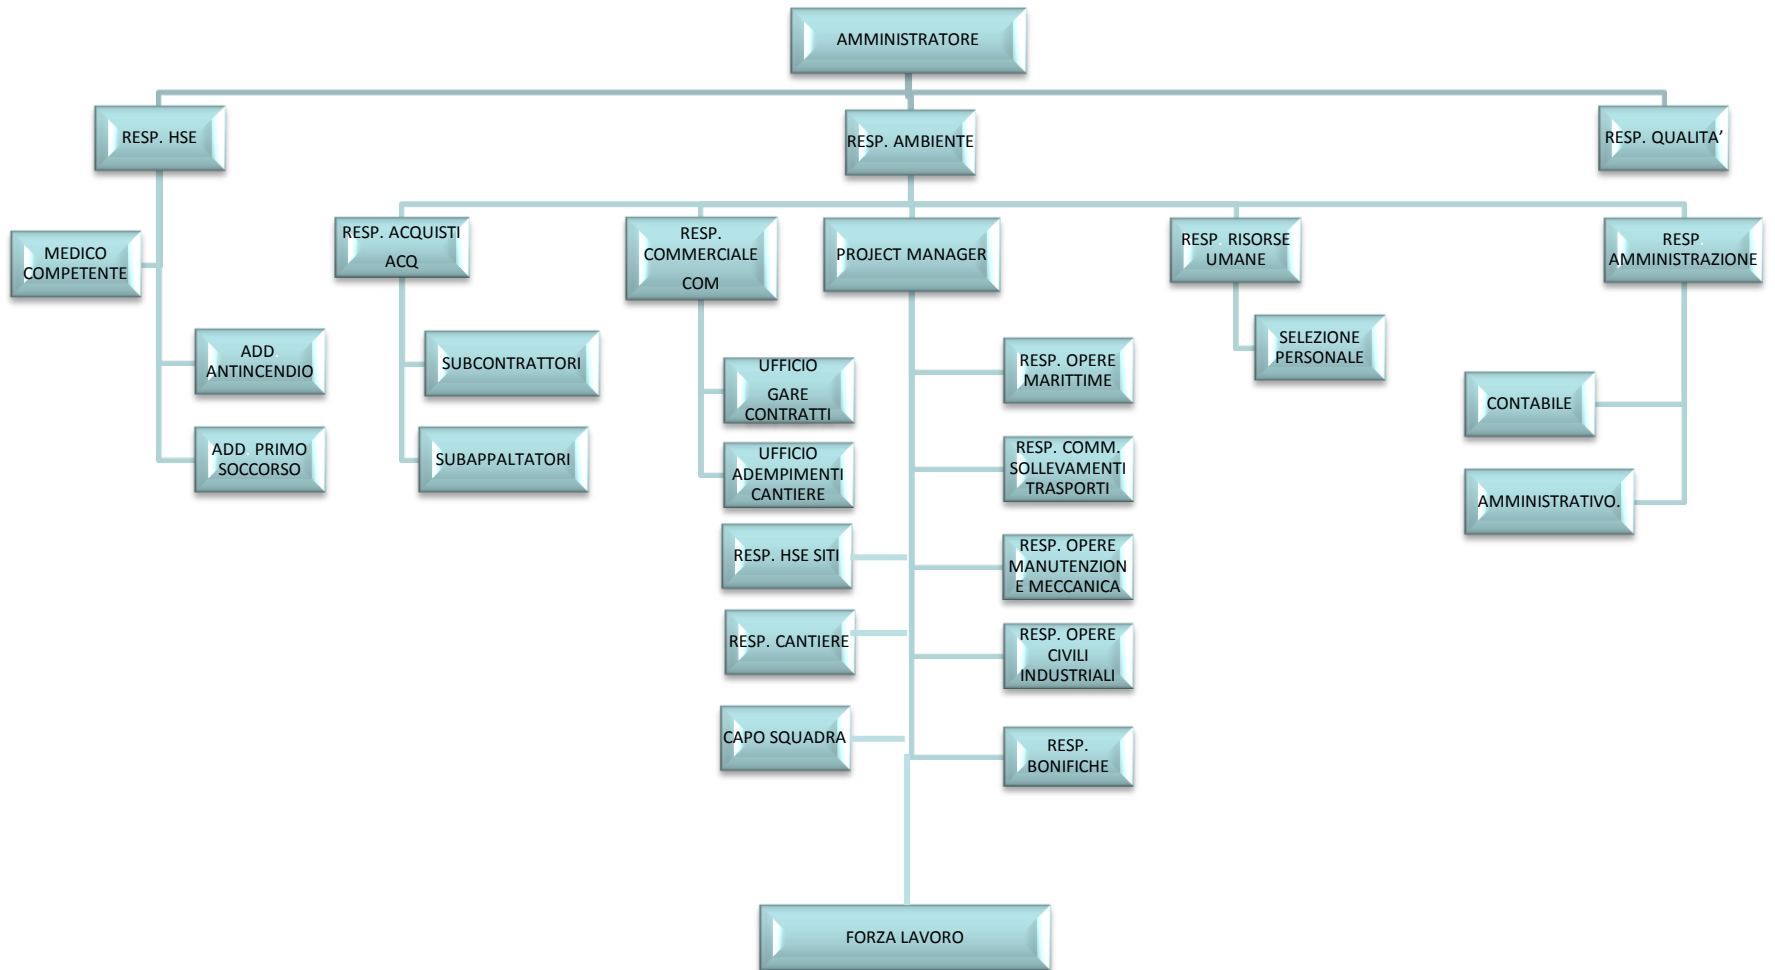 AMMINISTRATORE
RESP. HSE
RESP. AMBIENTE
RESP. QUALITA’
MEDICO
COMPETENTE
RESP. ACQUISTI
ACQ
RESP.
COMMERCIALE
COM
PROJECT MANAGER
RESP. RISORSE
UMANE
RESP.
AMMINISTRAZIONE
ADD.
ANTINCENDIO
ADD. PRIMO
SOCCORSO
SUBCONTRATTORI
SUBAPPALTATORI
UFFICIO
GARE
CONTRATTI
UFFICIO
ADEMPIMENTI
CANTIERE
RESP. HSE SITI
RESP. CANTIERE
CAPO SQUADRA
RESP. OPERE
MARITTIME
RESP. COMM.
SOLLEVAMENTI
TRASPORTI
RESP. OPERE
MANUTENZION
E MECCANICA
RESP. OPERE
CIVILI
INDUSTRIALI
RESP.
BONIFICHE
SELEZIONE
PERSONALE
CONTABILE
AMMINISTRATIVO.
FORZA LAVORO